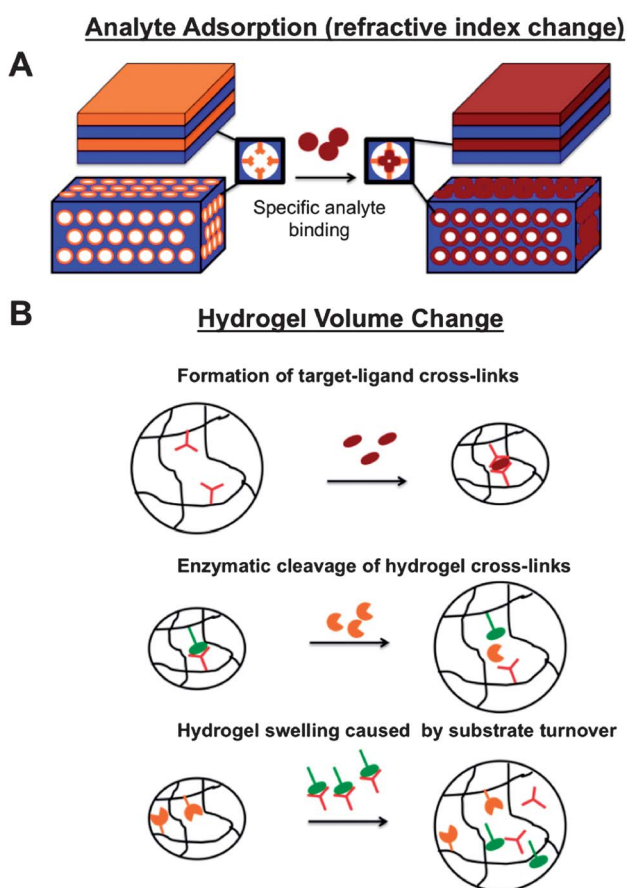 Analyte Adsorption (refractive index change)
A
Specific analyte
binding
B
Hydrogel Volume Change
Formation of target-ligand cross-links
Enzymatic cleavage of hydrogel cross-links
Hydrogel swelling caused by substrate turnover